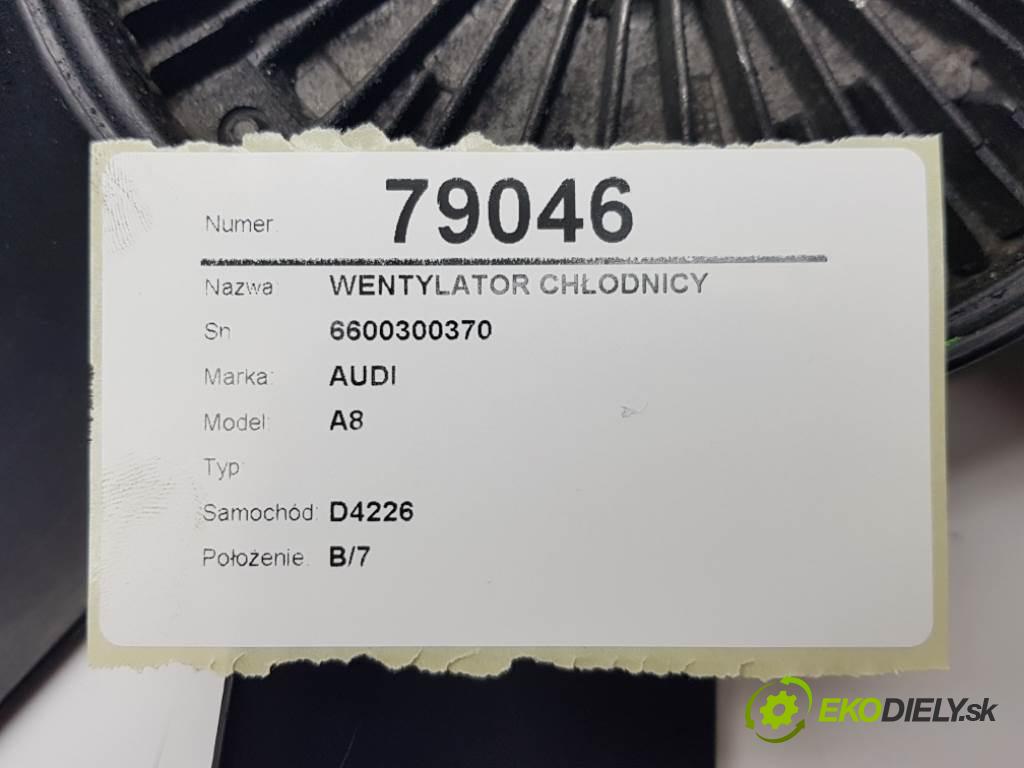 Numer: 79046
Nazwa: WENTYLATOR CHŁODNICY
Sn 6600300370
Marka: AUDI
Model: A8
Typ:
Samochód: D4226
Położenie: B/7
EKODIELY.sk